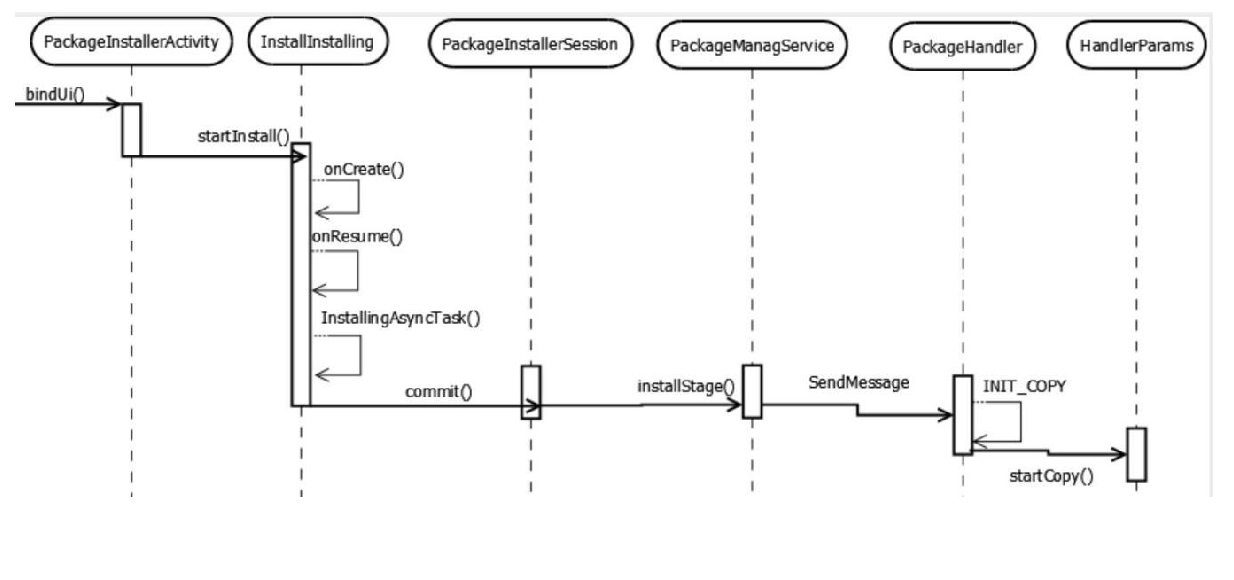 PackageInstallerActivity
InstallInstalling
PackageInstallerSession
PackageManagService
PackageHandler
HandlerParams
bindUi()
startInstall()
onCreate()
onResume()
InstallingAsyncTask()
commit()
installStage()
SendMessage
INIT_COPY
startCopy()